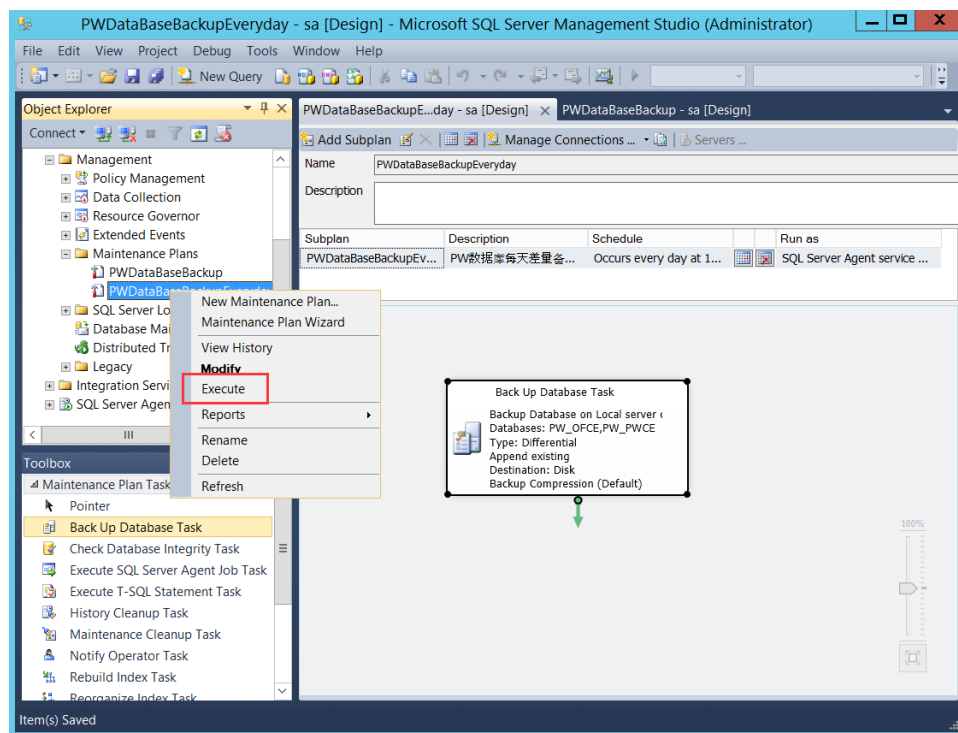 PWDataBaseBackupEveryday - sa [Design] - Microsoft SQL Server Management Studio (Administrator)
File Edit View Project Debug Tools Window Help
New Query
Object Explorer
Connect
Management
Policy Management
Data Collection
Resource Governor
Extended Events
Maintenance Plans
PWDataBaseBackup
SQL Server Lo
Database Mai
Distributed Tr
Legacy
Integration Servi
SQL Server Agen
New Maintenance Plan...
Maintenance Plan Wizard
View History
Modify
Execute
Reports
Rename
Delete
Refresh
Toolbox
Maintenance Plan Task
Pointer
Back Up Database Task
Check Database Integrity Task
Execute SQL Server Agent Job Task
Execute T-SQL Statement Task
History Cleanup Task
Maintenance Cleanup Task
Notify Operator Task
Rebuild Index Task
Reorganize Index Task
PWDataBaseBackupE...day - sa [Design] PWDataBaseBackup - sa [Design]
Add Subplan Manage Connections ... Servers ...
Name PWDataBaseBackupEveryday
Description
Subplan Description Schedule Run as
PWDataBaseBackupEv... PW数据库每天差量备... Occurs every day at 1... SQL Server Agent service ...
Back Up Database Task
Backup Database on Local server c
Databases: PW_OFCE,PW_PWCE
Type: Differential
Append existing
Destination: Disk
Backup Compression (Default)
100%
Item(s) Saved